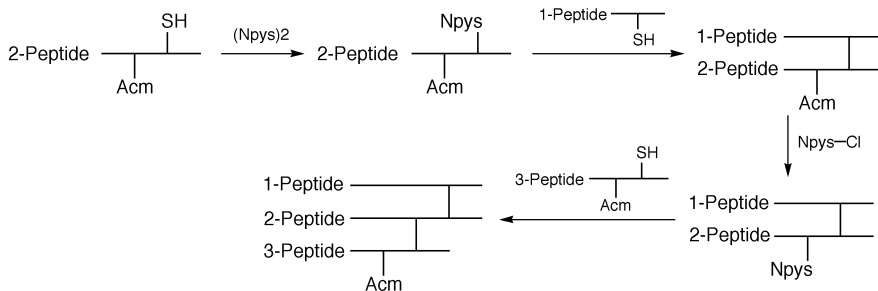 SH
2-Peptide
Acm
(Npys)2
Npys
2-Peptide
Acm
1-Peptide
SH
1-Peptide
2-Peptide
Acm
Npys-Cl
1-Peptide
2-Peptide
Npys
SH
3-Peptide
Acm
1-Peptide
2-Peptide
3-Peptide
Acm